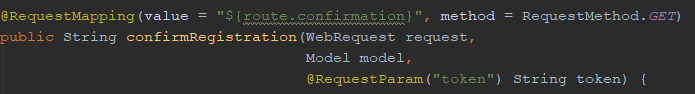 @RequestMapping(value = "${route.confirmation}", method = RequestMethod.GET)
public String confirmRegistration(WebRequest request,
Model model,
@RequestParam("token") String token) {